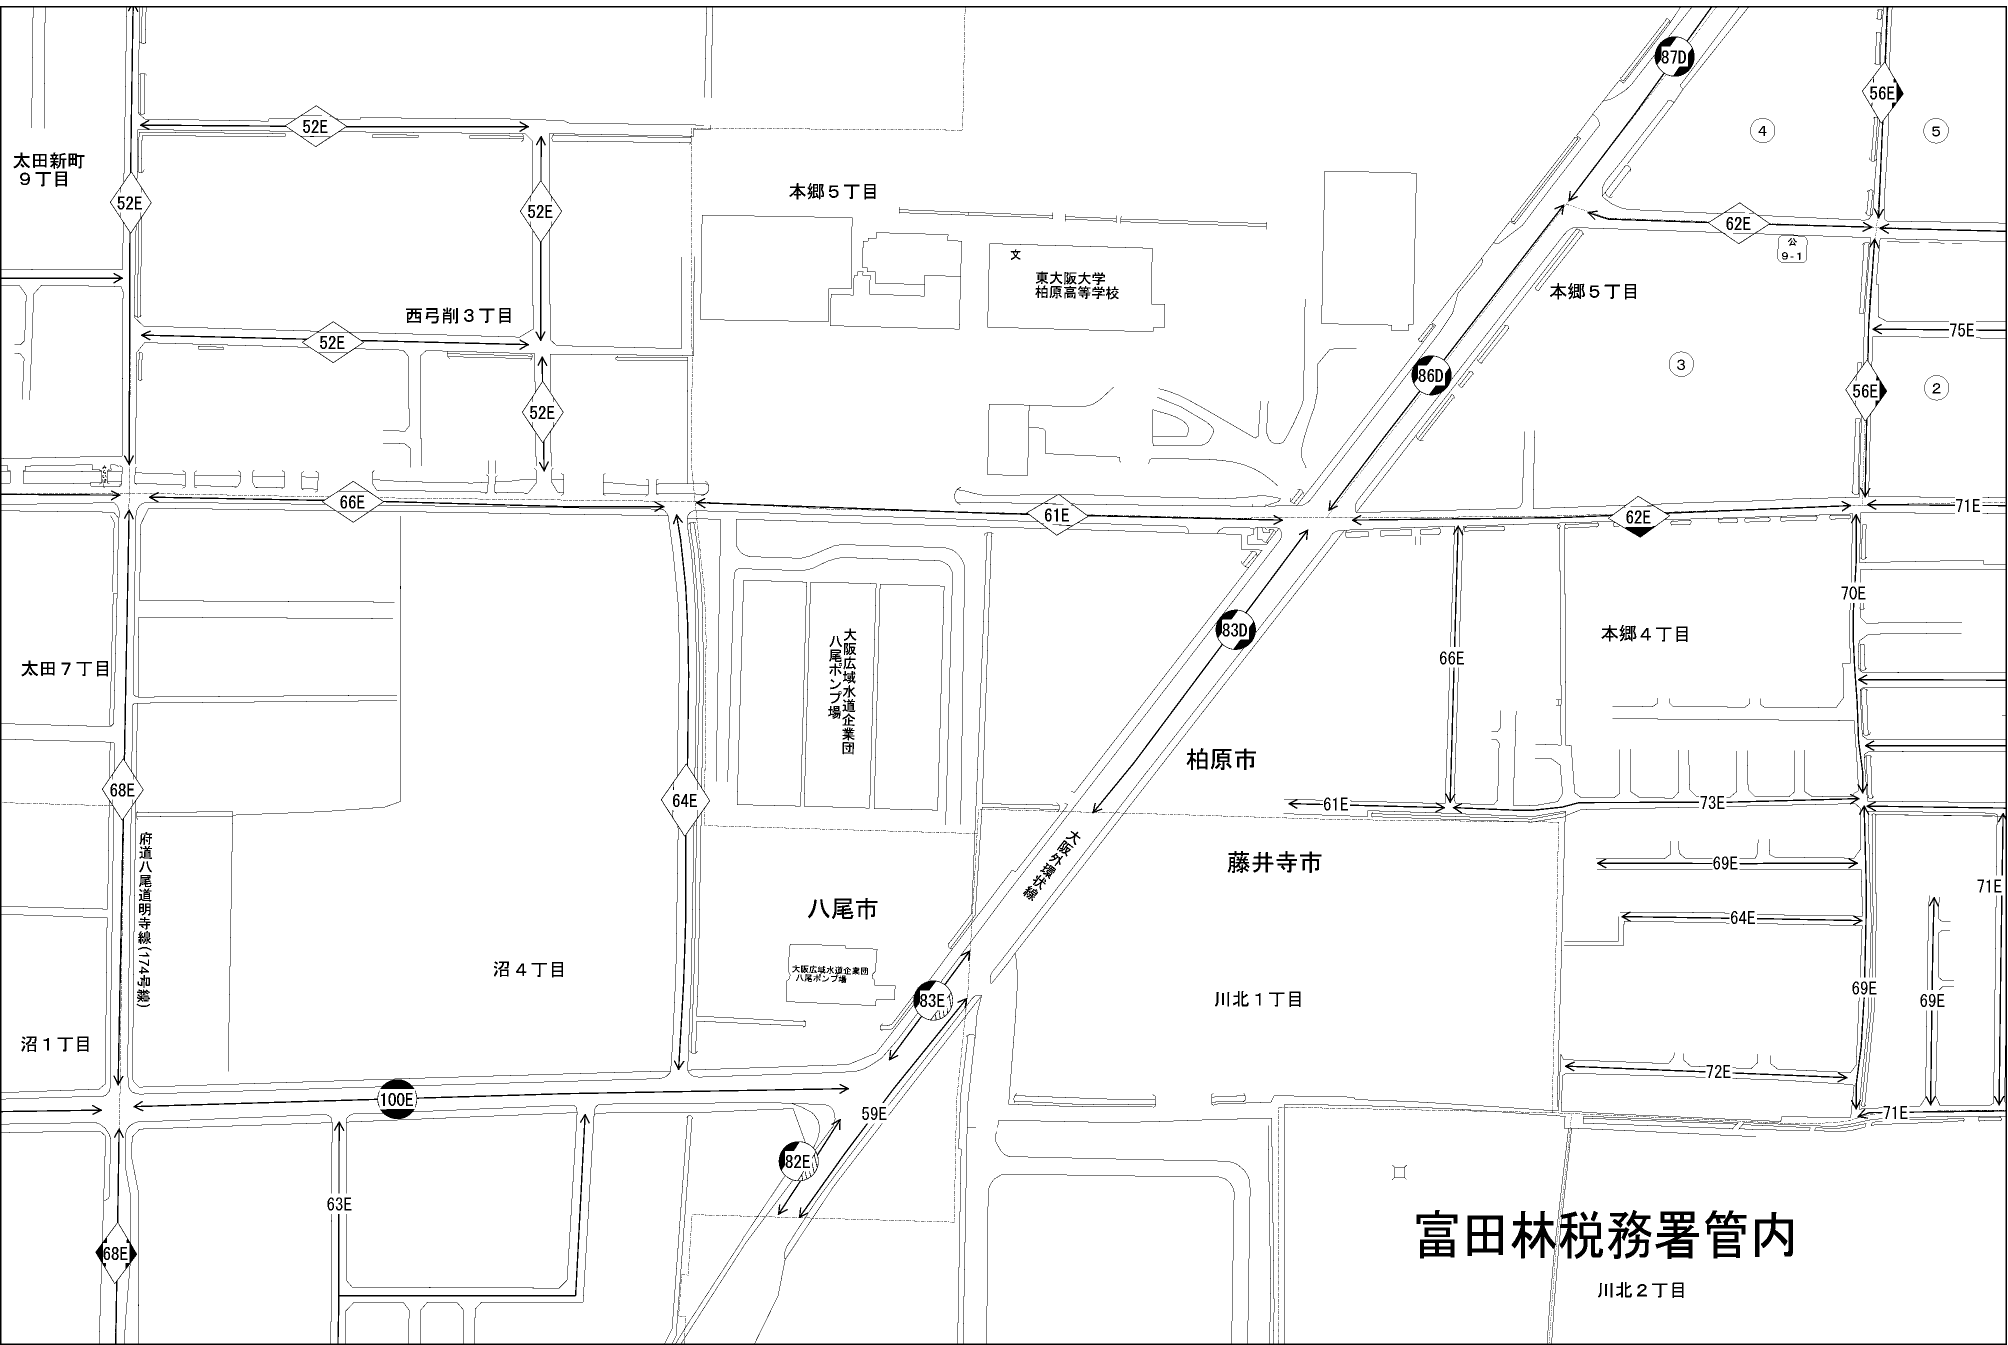 87D
56E
52E
4
5
太田新町
9丁目
本郷5丁目
52E
52E
62E
公
9-1
文
東大阪大学
柏原高等学校
本郷5丁目
西弓削3丁目
75E
52E
3
86D
56E
2
52E
66E
61E
62E
71E
70E
83D
本郷4丁目
66E
太田7丁目
大阪広域水道企業団
八尾ポンプ場
柏原市
68E
64E
61E
73E
府道八尾道明寺線(174号線)
大阪外環状線
藤井寺市
69E
71E
八尾市
64E
沼4丁目
大阪広域水道企業団
八尾ポンプ場
83E
川北1丁目
69E
69E
沼1丁目
72E
100E
59E
71E
82E
63E
68E
富田林税務署管内
川北2丁目